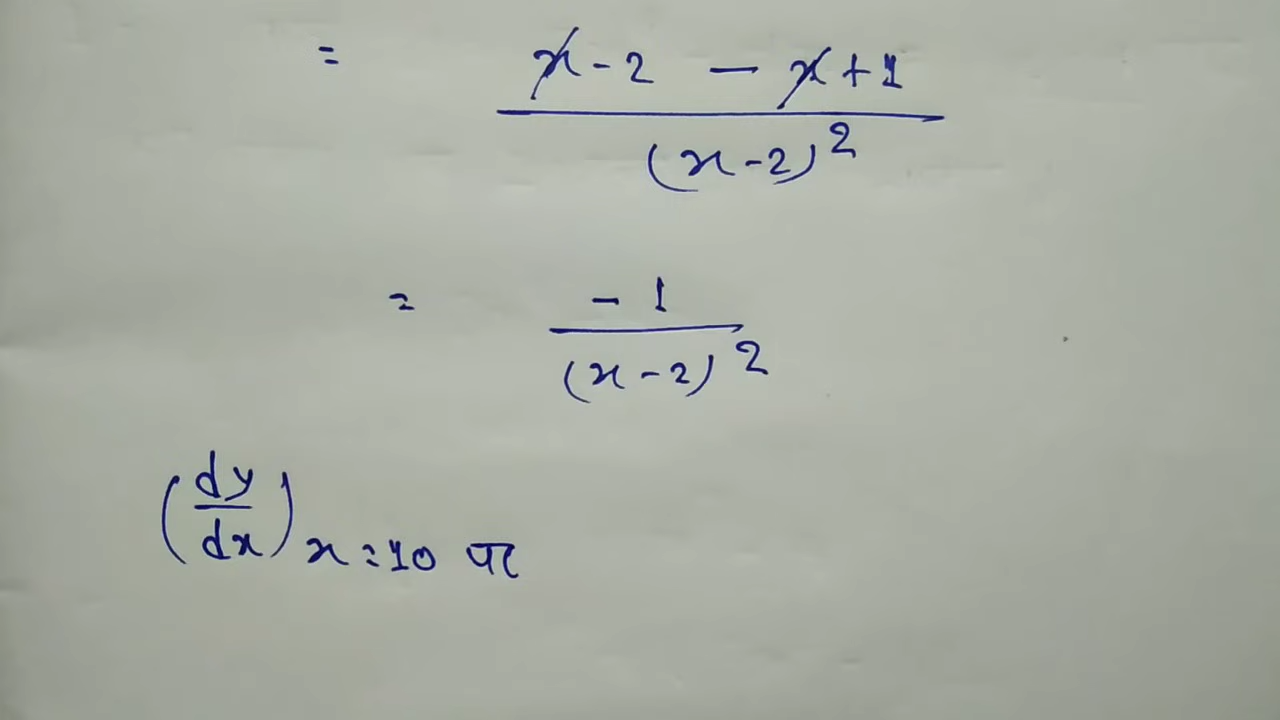 = x-2 - x+1 / (x-2)²
= -1 / (x-2)²
(dy/dx) x=10 पर